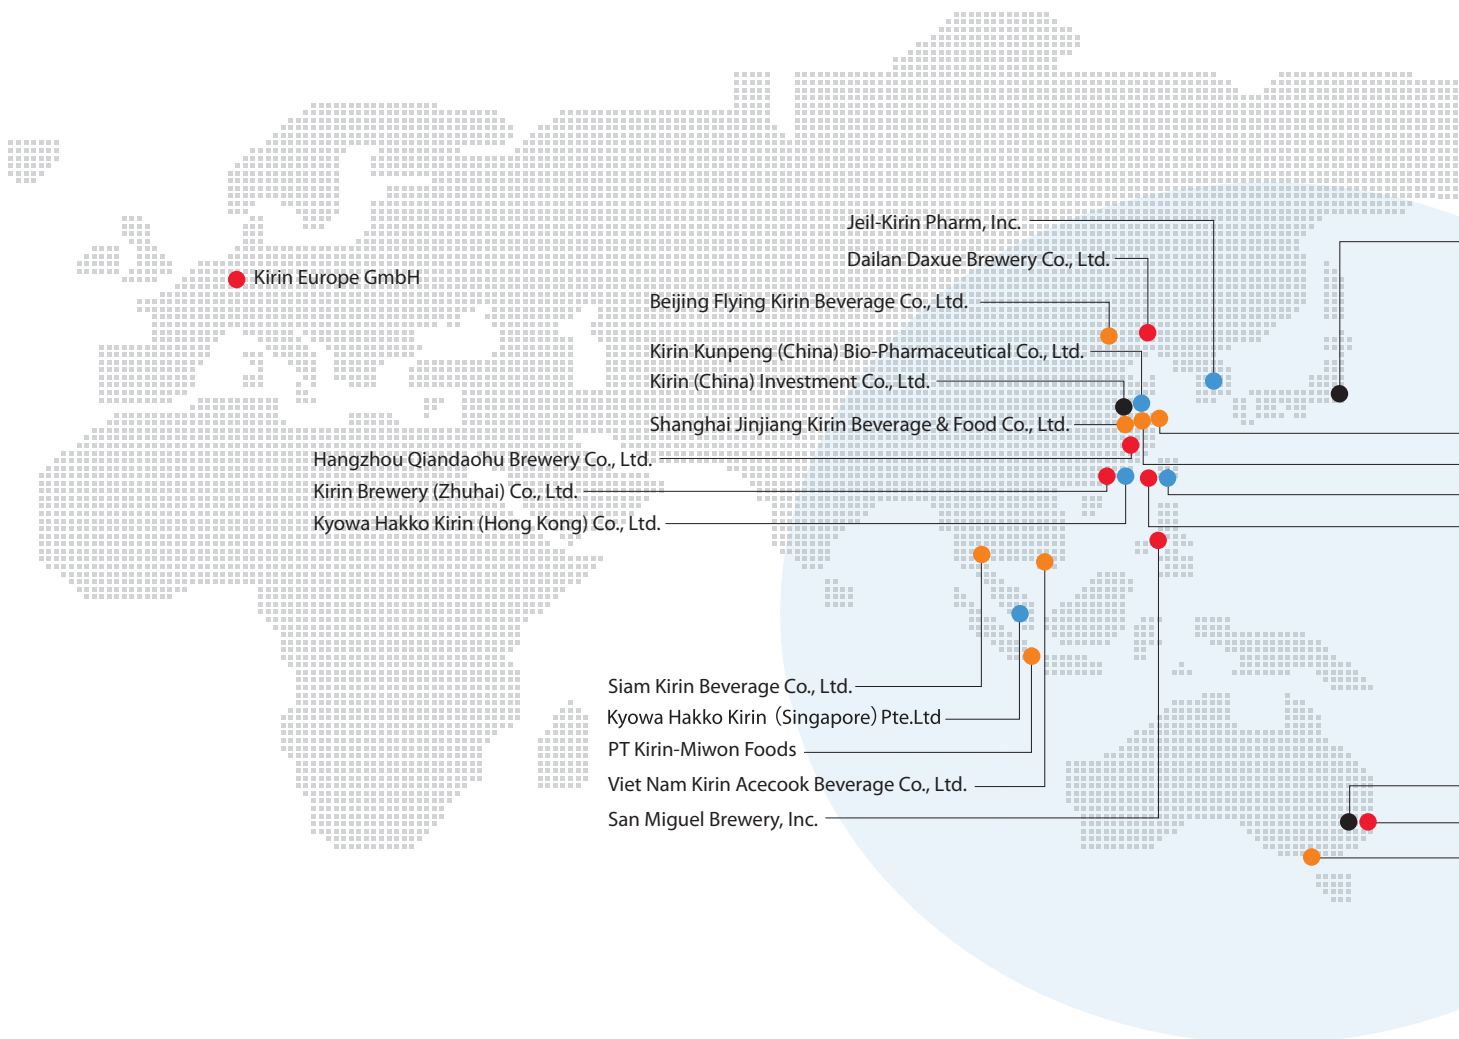 Jeil-Kirin Pharm, Inc.
Dailan Daxue Brewery Co., Ltd.
Kirin Europe GmbH
Beijing Flying Kirin Beverage Co., Ltd.
Kirin Kunpeng (China) Bio-Pharmaceutical Co., Ltd.
Kirin (China) Investment Co., Ltd.
Shanghai Jinjiang Kirin Beverage & Food Co., Ltd.
Hangzhou Qiandaohu Brewery Co., Ltd.
Kirin Brewery (Zhuhai) Co., Ltd.
Kyowa Hakko Kirin (Hong Kong) Co., Ltd.
Siam Kirin Beverage Co., Ltd.
Kyowa Hakko Kirin（Singapore）Pte.Ltd
PT Kirin-Miwon Foods
Viet Nam Kirin Acecook Beverage Co., Ltd.
San Miguel Brewery, Inc.